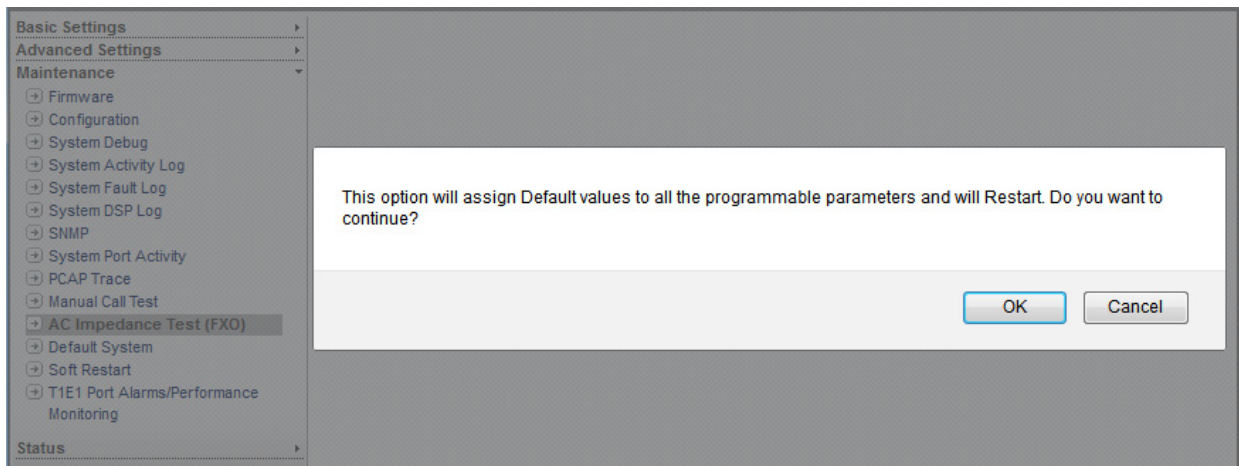 Basic Settings
Advanced Settings
Maintenance
Firmware
Configuration
System Debug
System Activity Log
System Fault Log
System DSP Log
SNMP
System Port Activity
PCAP Trace
Manual Call Test
AC Impedance Test (FXO)
Default System
Soft Restart
T1E1 Port Alarms/Performance
Monitoring
Status
This option will assign Default values to all the programmable parameters and will Restart. Do you want to
continue?
OK
Cancel